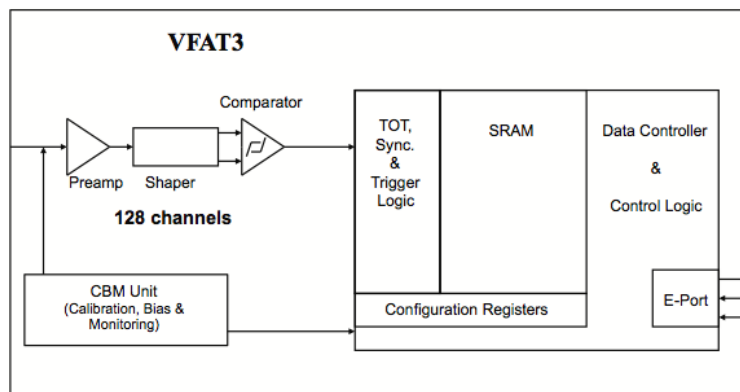 VFAT3
Comparator
Preamp
Shaper
128 channels
TOT,
Sync.
&
Trigger
Logic
SRAM
Data Controller
&
Control Logic
CBM Unit
(Calibration, Bias &
Monitoring)
Configuration Registers
E-Port